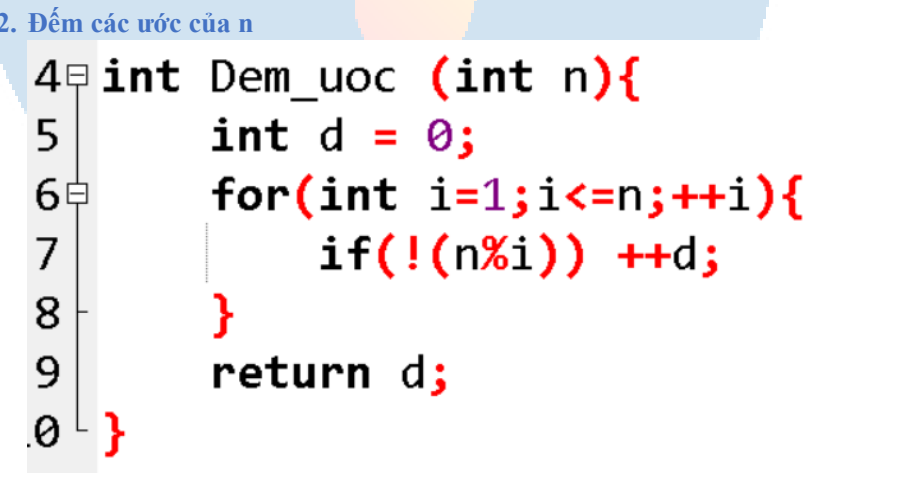 2. Đếm các ước của n
4 int Dem_uoc (int n){
5 int d = 0;
6 for(int i=1;i<=n;++i){
7 if(!(n%i)) ++d;
8 }
9 return d;
.0 }